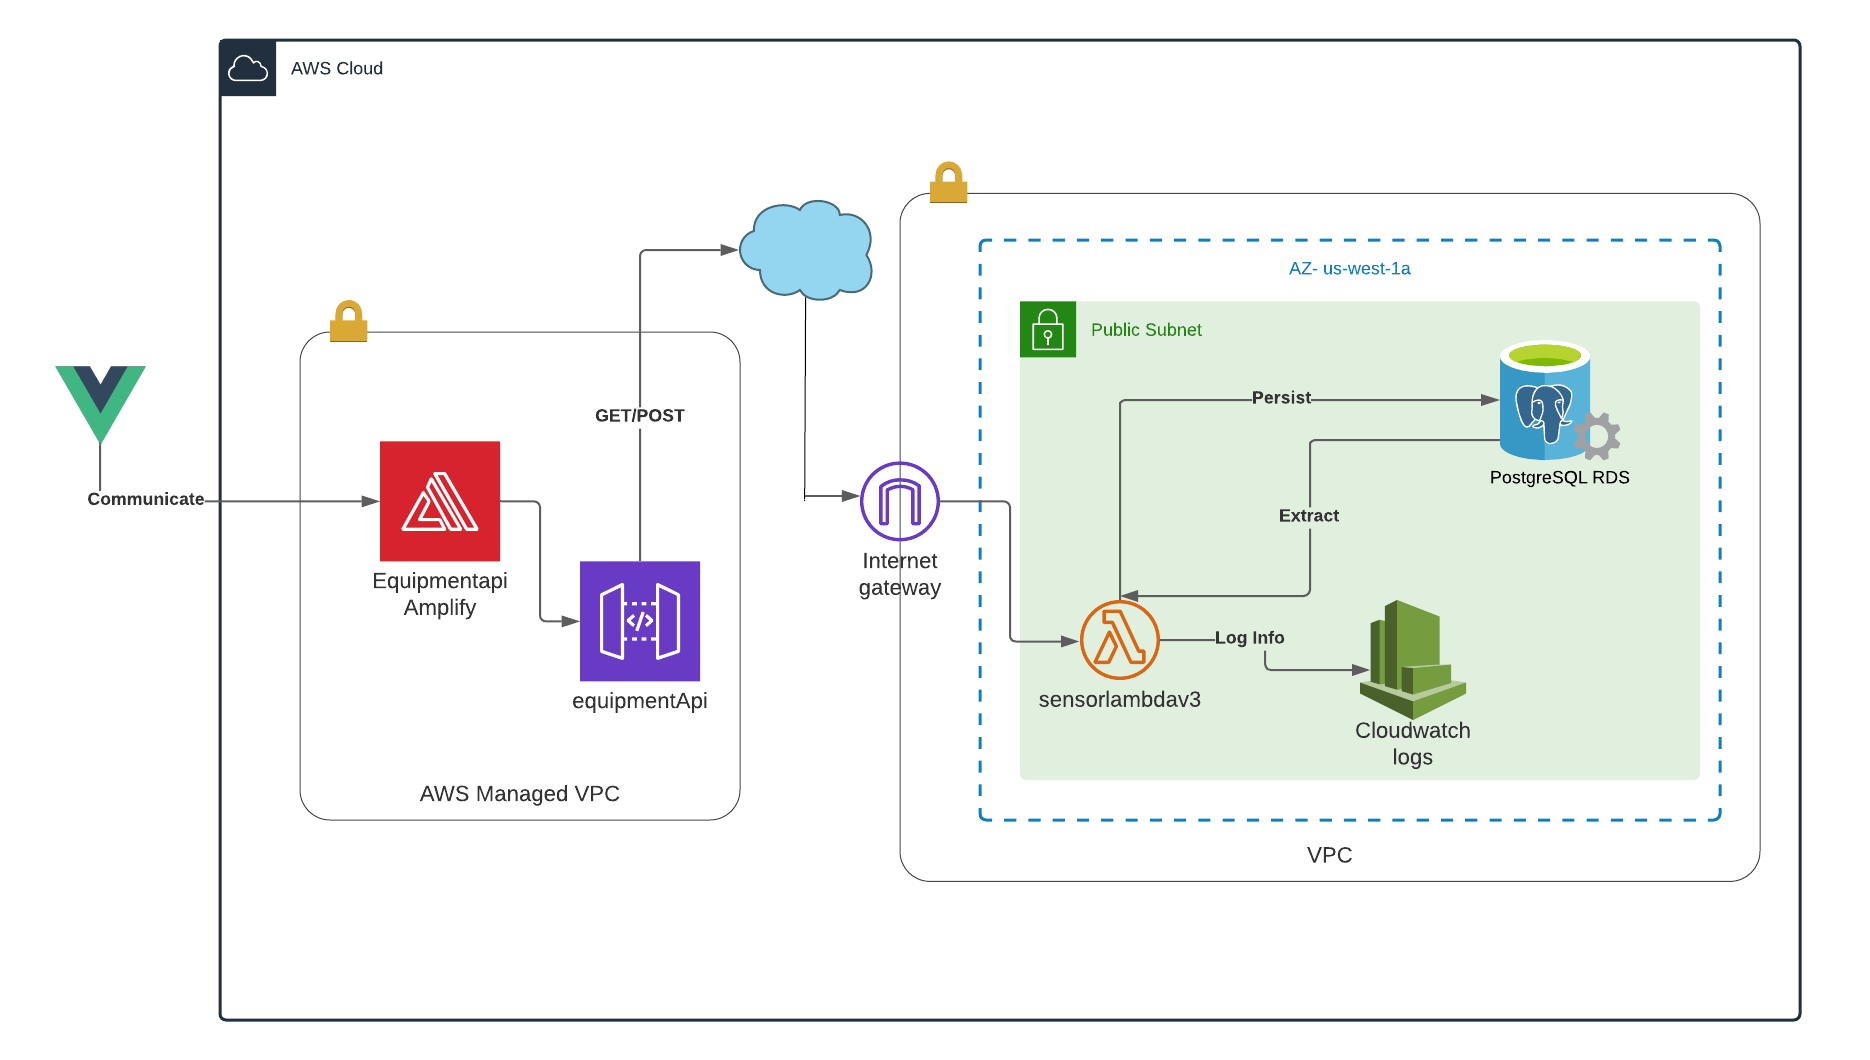 AWS Cloud
AZ- us-west-1a
Public Subnet
Persist
GET/POST
PostgreSQL RDS
Communicate
Extract
Internet
gateway
Equipmentapi
Amplify
</>
Log Info
equipmentApi
sensorlambdav3
Cloudwatch
logs
AWS Managed VPC
VPC